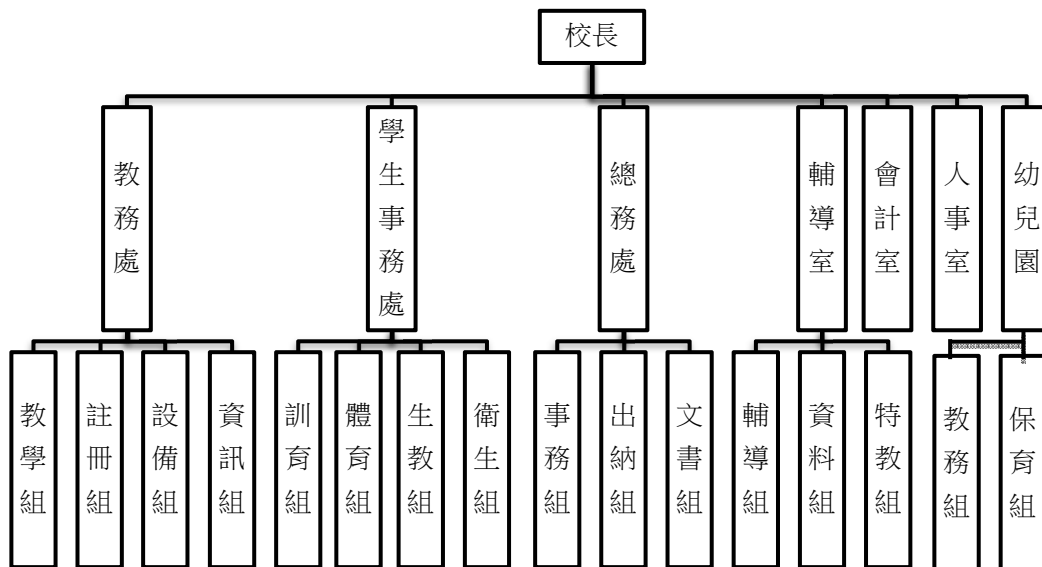 校長
教務處
學生事務處
總務處
輔導室
會計室
人事室
幼兒園
教學組
註冊組
設備組
資訊組
訓育組
體育組
生教組
衛生組
事務組
出納組
文書組
輔導組
資料組
特教組
教務組
保育組